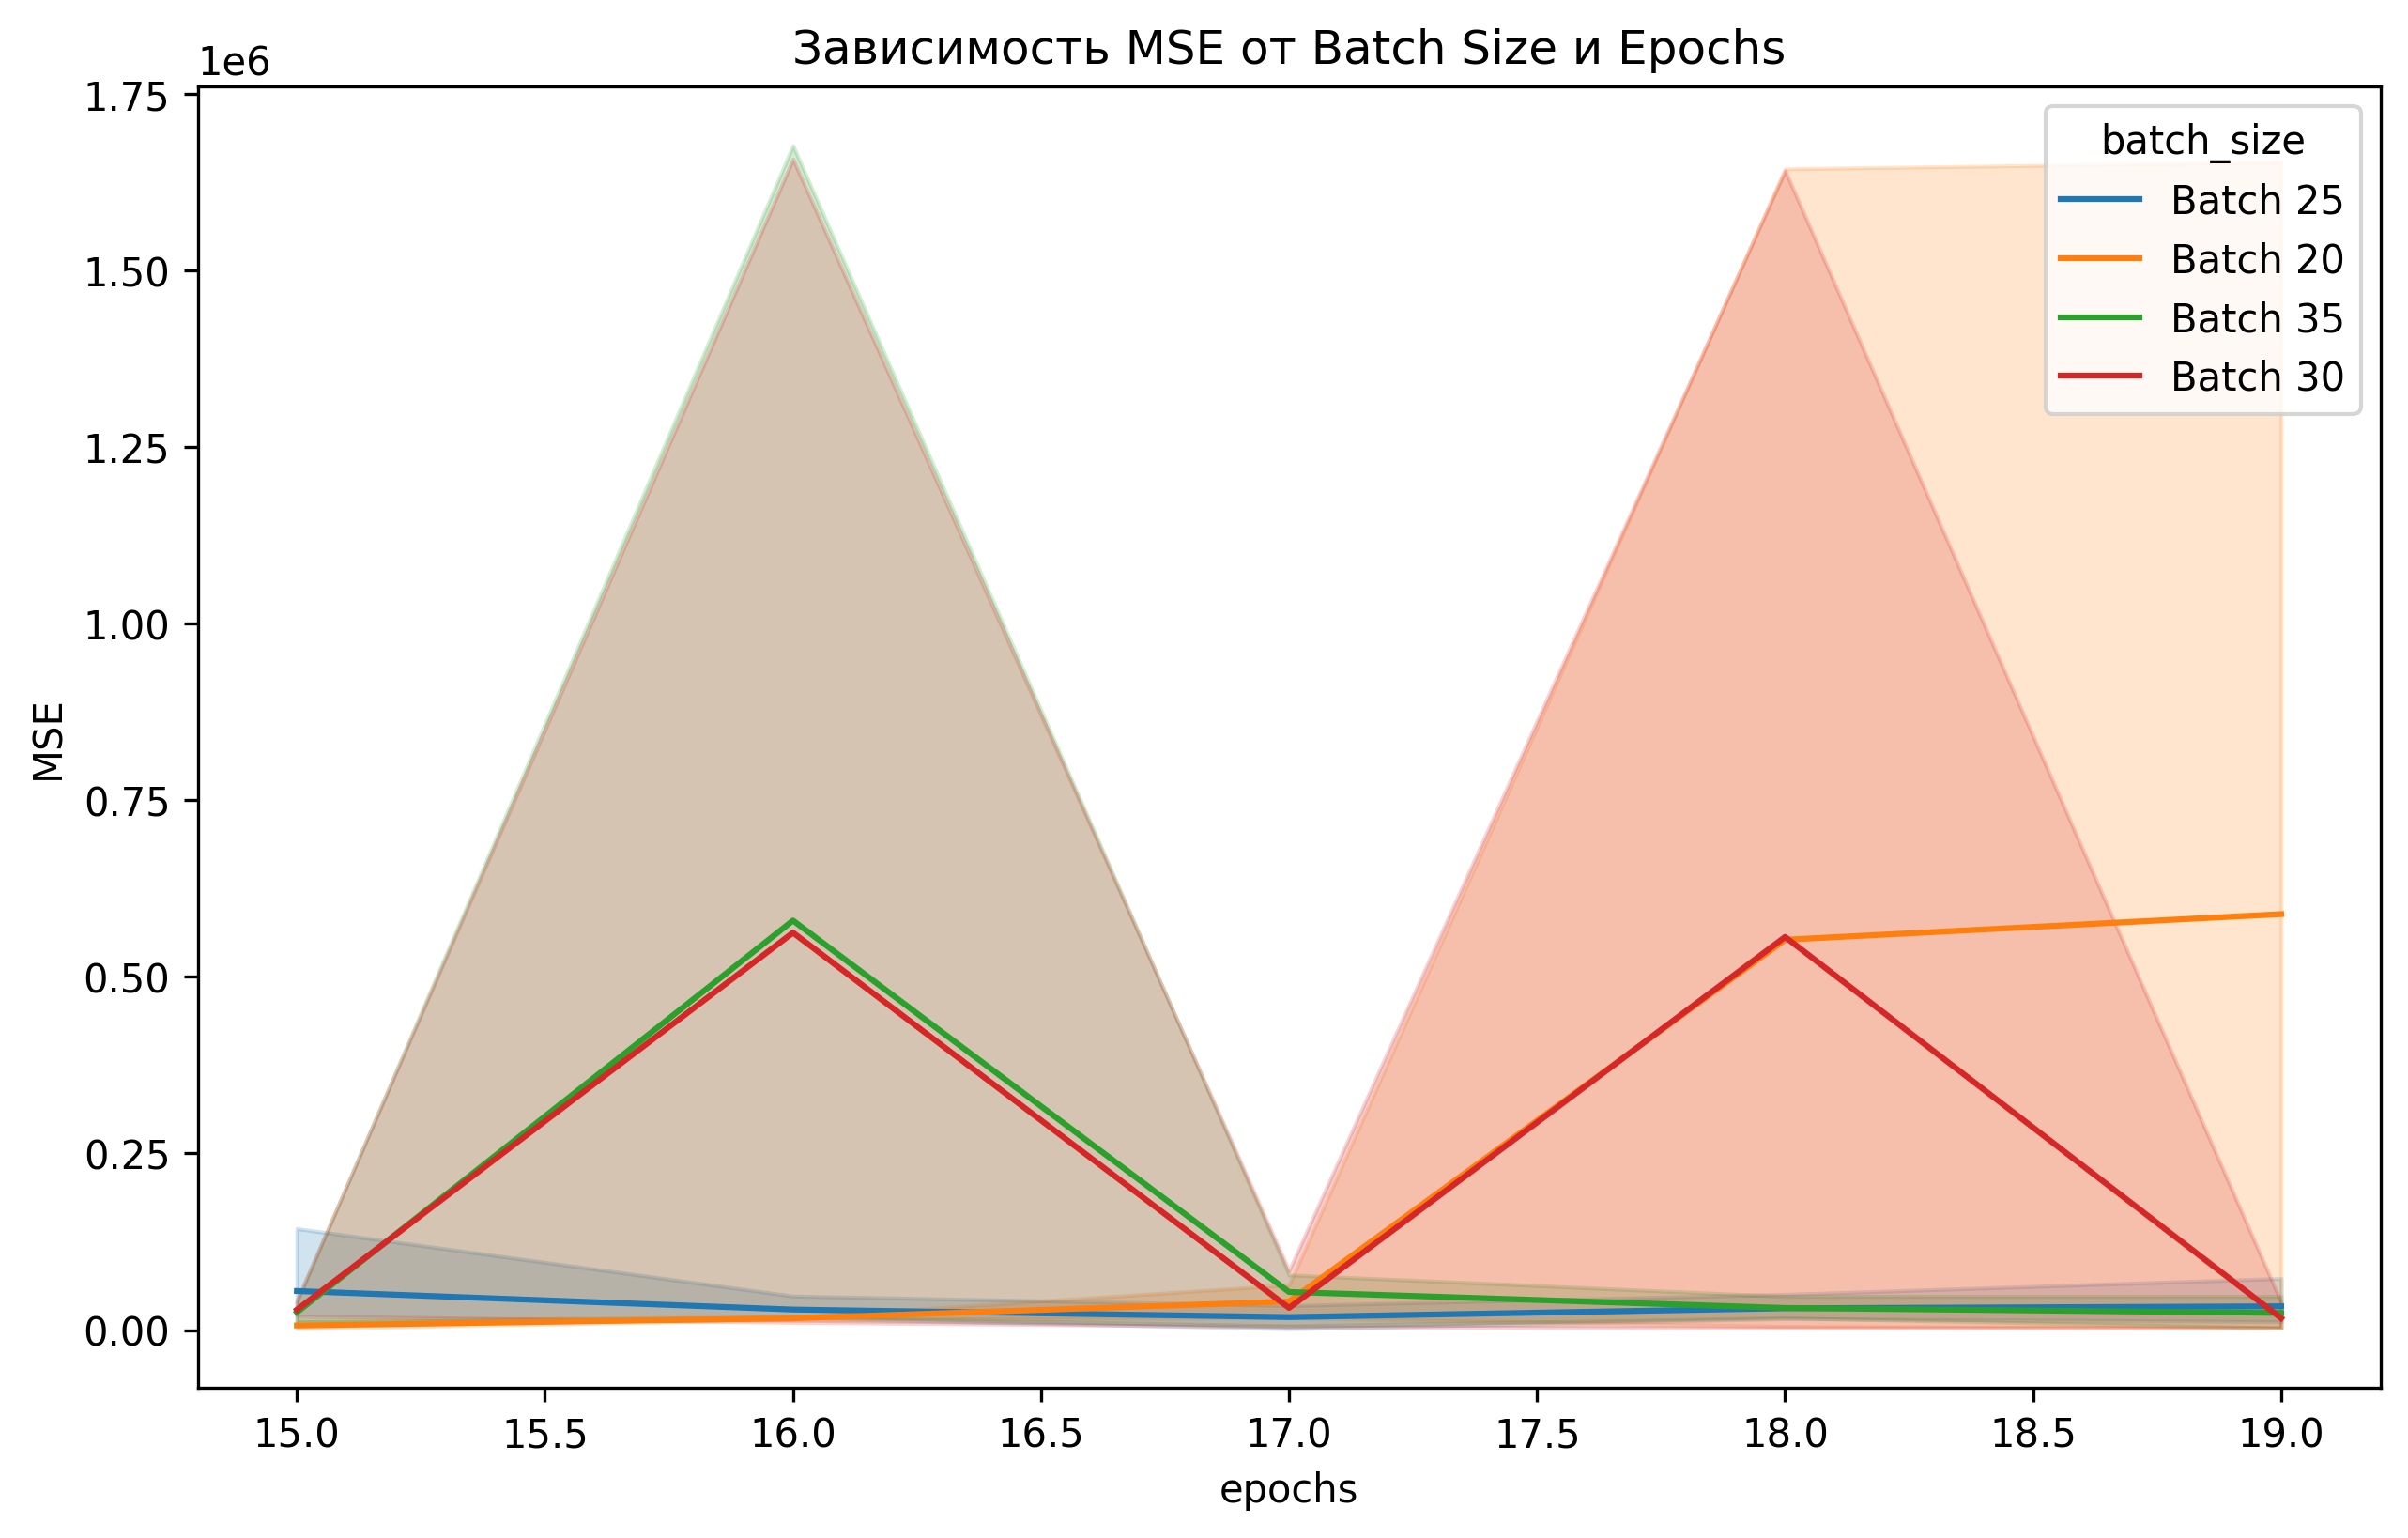 Зависимость MSE от Batch Size и Epochs
1e6
1.75
1.50
1.25
1.00
0.75
0.50
0.25
0.00
MSE
batch_size
Batch 25
Batch 20
Batch 35
Batch 30
15.0 15.5 16.0 16.5 17.0 17.5 18.0 18.5 19.0
epochs